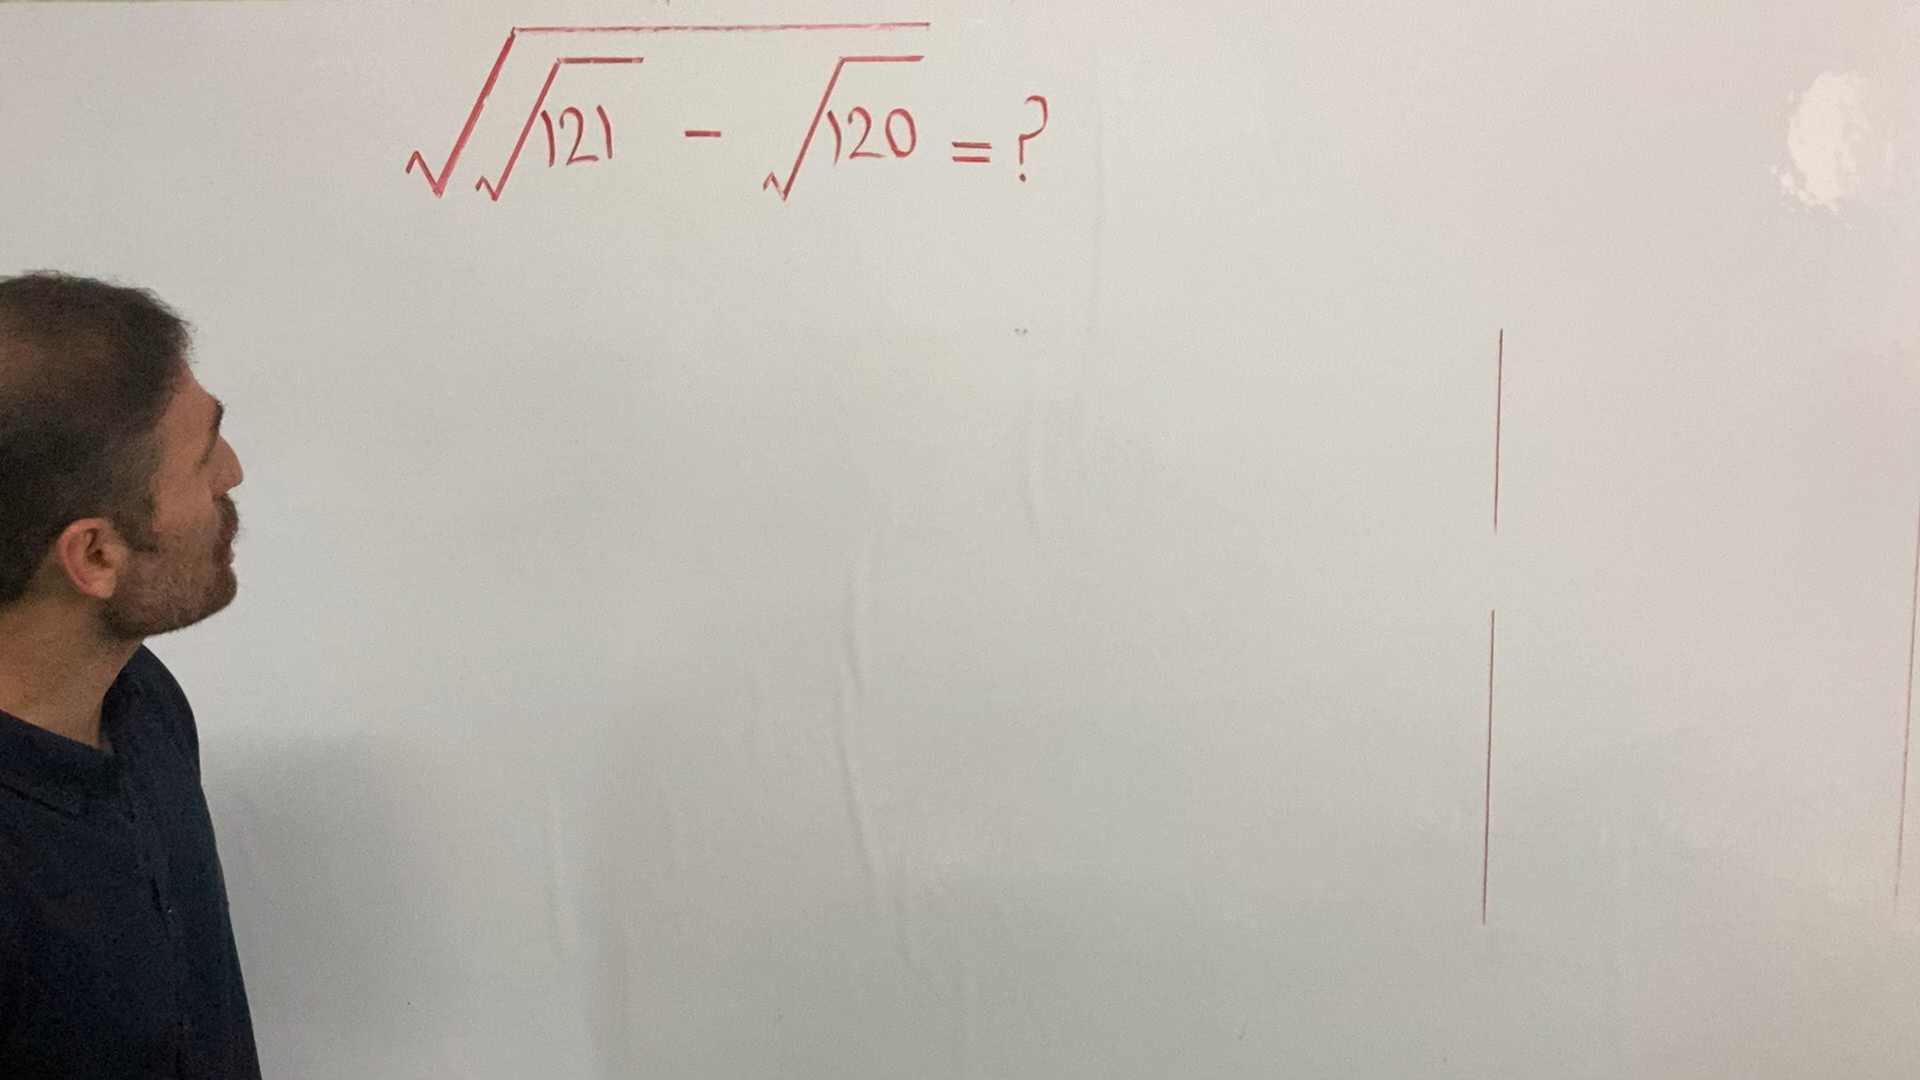 √(√121 - √120) = ?